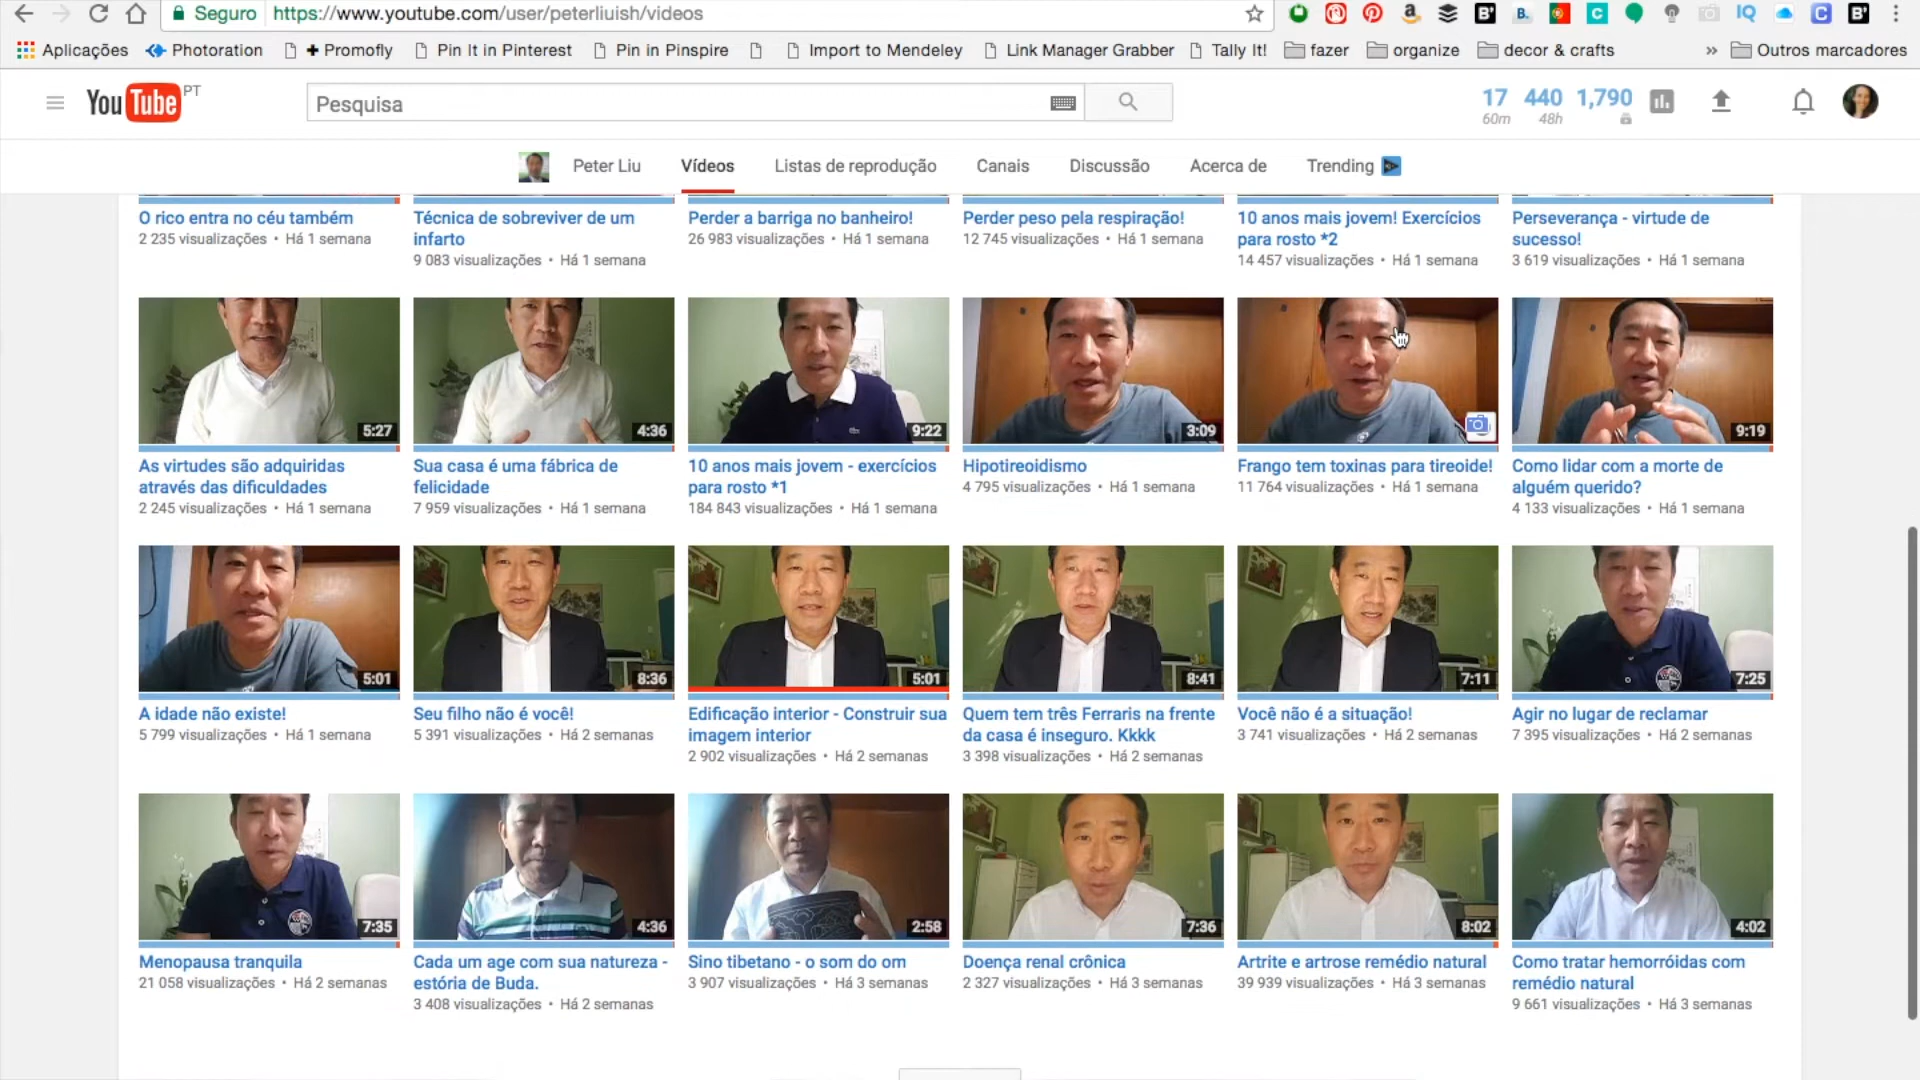 Seguro https://www.youtube.com/user/peterliuish/videos
Aplicações Photoration + Promofly Pin It in Pinterest Pin in Pinspire Import to Mendeley Link Manager Grabber Tally It! fazer organize decor & crafts » Outros marcadores
YouTube PT Pesquisa 17 440 1,790
60m 48h
Peter Liu Vídeos Listas de reprodução Canais Discussão Acerca de Trending
O rico entra no céu também
2 235 visualizações • Há 1 semana
Técnica de sobreviver de um
infarto
9 083 visualizações • Há 1 semana
Perder a barriga no banheiro!
26 983 visualizações • Há 1 semana
Perder peso pela respiração!
12 745 visualizações • Há 1 semana
10 anos mais jovem! Exercícios
para rosto *2
14 457 visualizações • Há 1 semana
Perseverança - virtude de
sucesso!
3 619 visualizações • Há 1 semana
5:27
As virtudes são adquiridas
através das dificuldades
2 245 visualizações • Há 1 semana
4:36
Sua casa é uma fábrica de
felicidade
7 959 visualizações • Há 1 semana
9:22
10 anos mais jovem - exercícios
para rosto *1
184 843 visualizações • Há 1 semana
3:09
Hipotireoidismo
4 795 visualizações • Há 1 semana
Frango tem toxinas para tireoide!
11 764 visualizações • Há 1 semana
9:19
Como lidar com a morte de
alguém querido?
4 133 visualizações • Há 1 semana
5:01
A idade não existe!
5 799 visualizações • Há 1 semana
8:36
Seu filho não é você!
5 391 visualizações • Há 2 semanas
5:01
Edificação interior - Construir sua
imagem interior
2 902 visualizações • Há 2 semanas
8:41
Quem tem três Ferraris na frente
da casa é inseguro. Kkkk
3 398 visualizações • Há 2 semanas
7:11
Você não é a situação!
3 741 visualizações • Há 2 semanas
7:25
Agir no lugar de reclamar
7 395 visualizações • Há 2 semanas
7:35
Menopausa tranquila
21 058 visualizações • Há 2 semanas
4:36
Cada um age com sua natureza -
estória de Buda.
3 408 visualizações • Há 2 semanas
2:58
Sino tibetano - o som do om
3 907 visualizações • Há 3 semanas
7:36
Doença renal crônica
2 327 visualizações • Há 3 semanas
8:02
Artrite e artrose remédio natural
39 939 visualizações • Há 3 semanas
4:02
Como tratar hemorróidas com
remédio natural
9 661 visualizações • Há 3 semanas